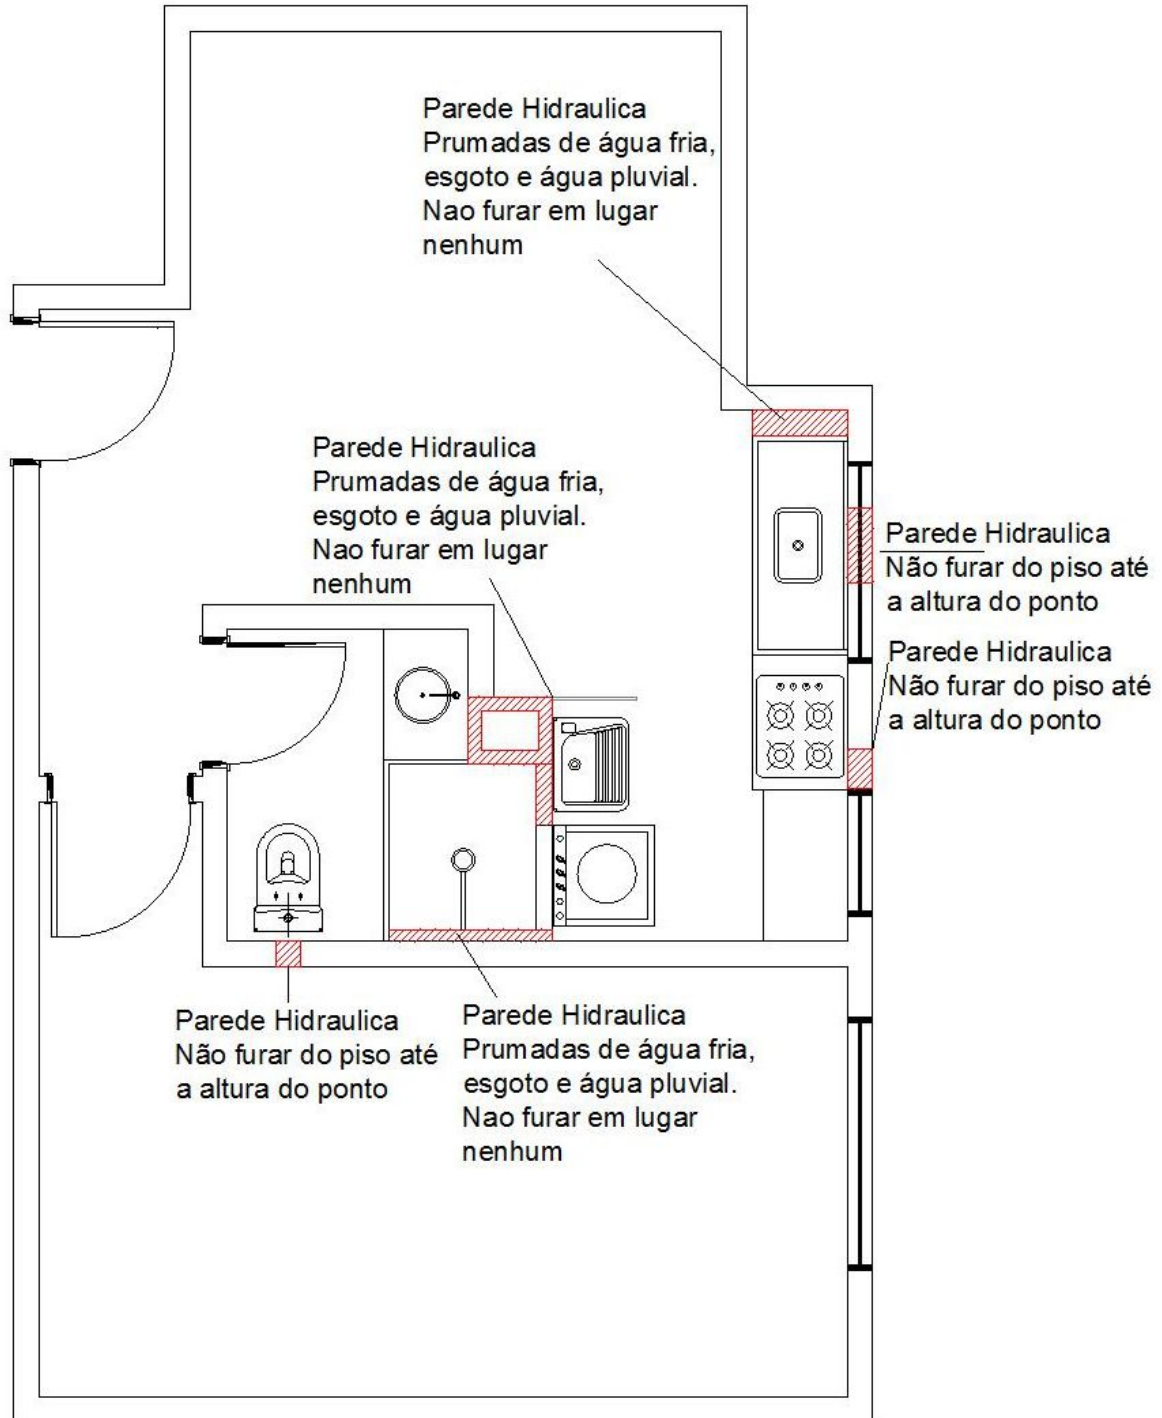 Parede Hidraulica
Prumadas de água fria,
esgoto e água pluvial.
Nao furar em lugar
nenhum
Parede Hidraulica
Prumadas de água fria,
esgoto e água pluvial.
Nao furar em lugar
nenhum
Parede Hidraulica
Não furar do piso até
a altura do ponto
Parede Hidraulica
Não furar do piso até
a altura do ponto
Parede Hidraulica
Não furar do piso até
a altura do ponto
Parede Hidraulica
Prumadas de água fria,
esgoto e água pluvial.
Nao furar em lugar
nenhum